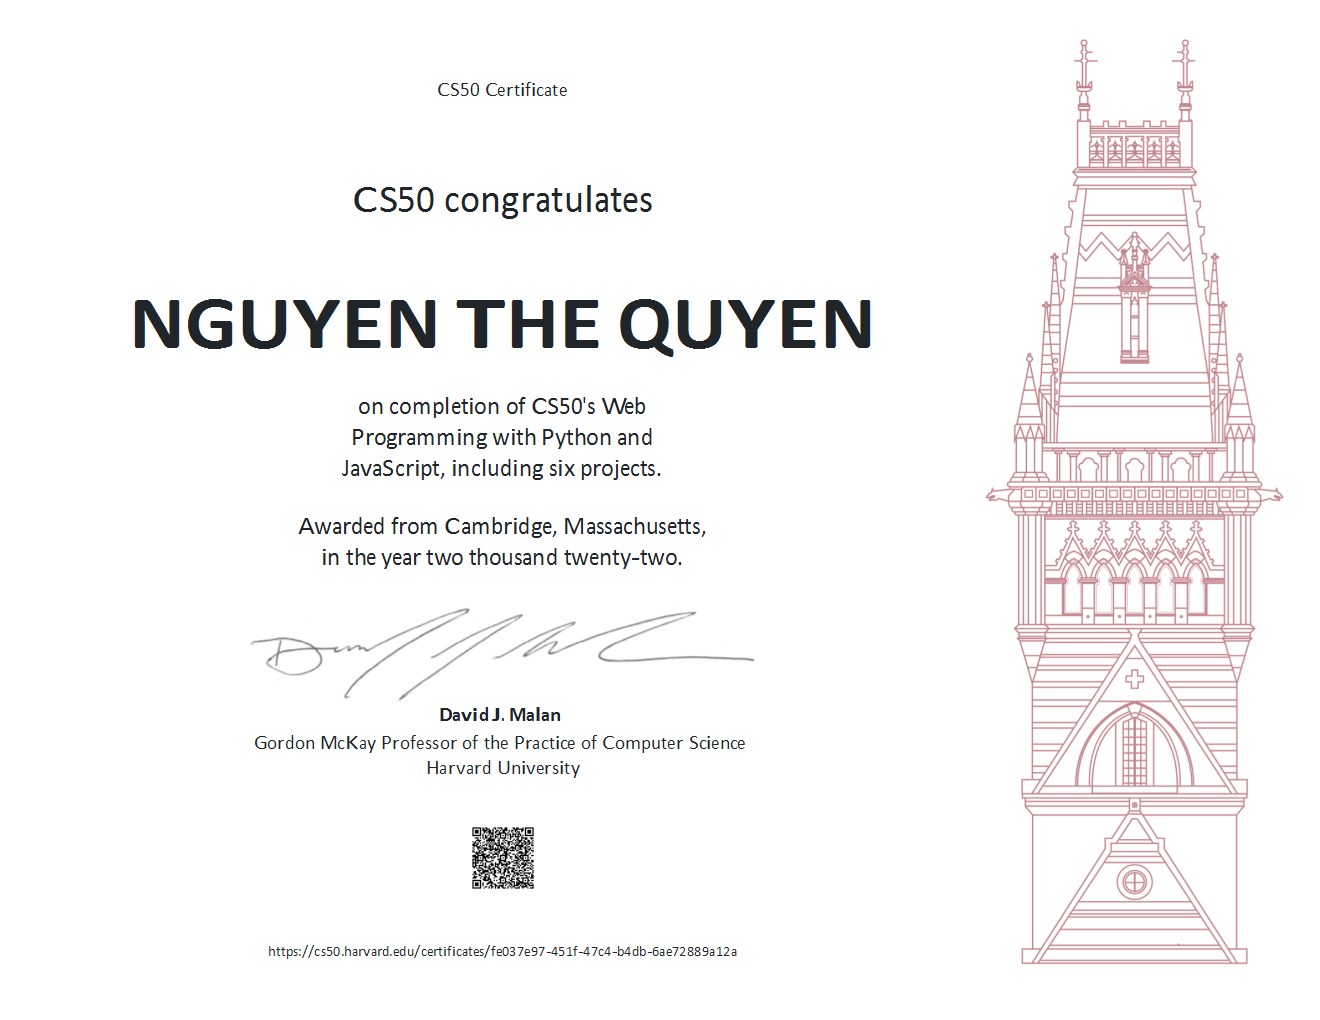 CS50 Certificate
CS50 congratulates
NGUYEN THE QUYEN
on completion of CS50's Web
Programming with Python and
JavaScript, including six projects.
Awarded from Cambridge, Massachusetts,
in the year two thousand twenty-two.
David J. Malan
Gordon McKay Professor of the Practice of Computer Science
Harvard University
https://cs50.harvard.edu/certificates/fe037e97-451f-47c4-b4db-6ae72889a12a